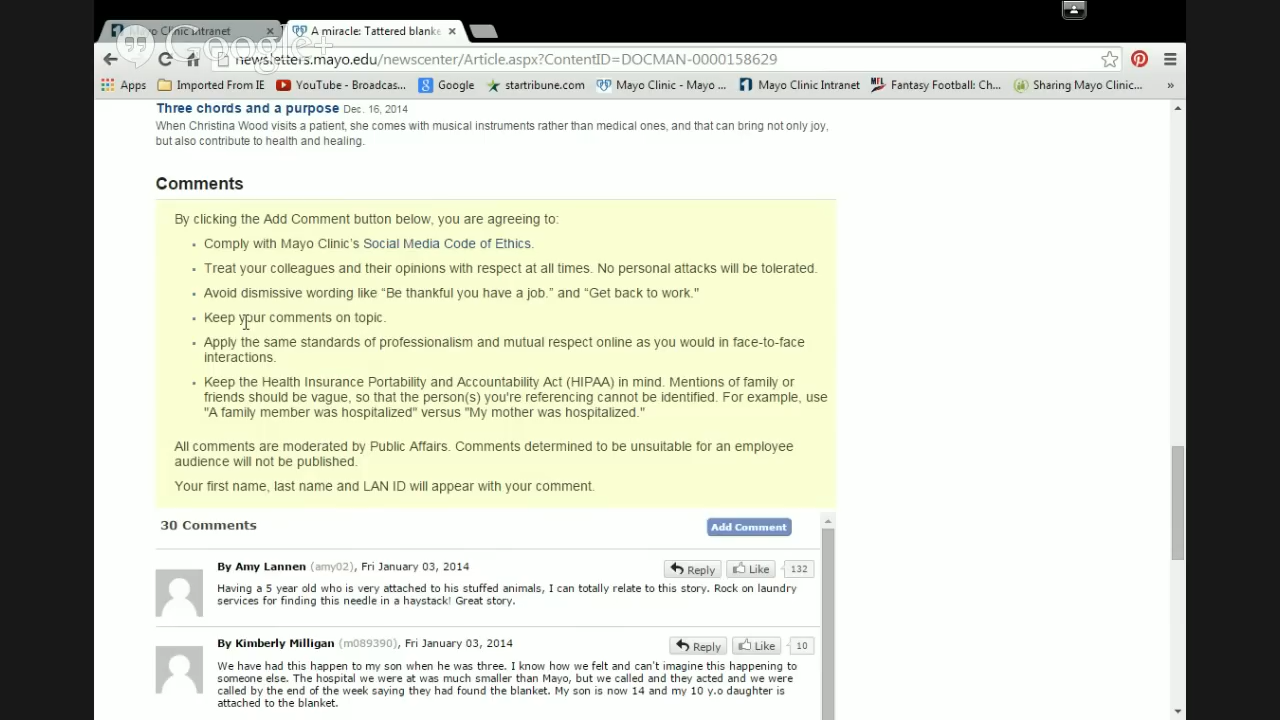 Mayo Clinic Intranet
A miracle: Tattered blanke
Google+
newsletters.mayo.edu/newscenter/Article.aspx?ContentID=DOCMAN-0000158629
Apps Imported From IE YouTube - Broadcas... Google startribune.com Mayo Clinic - Mayo ... Mayo Clinic Intranet Fantasy Football: Ch... Sharing Mayo Clinic... »
Three chords and a purpose Dec. 16, 2014
When Christina Wood visits a patient, she comes with musical instruments rather than medical ones, and that can bring not only joy,
but also contribute to health and healing.
Comments
By clicking the Add Comment button below, you are agreeing to:
Comply with Mayo Clinic's Social Media Code of Ethics.
Treat your colleagues and their opinions with respect at all times. No personal attacks will be tolerated.
Avoid dismissive wording like “Be thankful you have a job.” and “Get back to work."
Keep your comments on topic.
Apply the same standards of professionalism and mutual respect online as you would in face-to-face
interactions.
Keep the Health Insurance Portability and Accountability Act (HIPAA) in mind. Mentions of family or
friends should be vague, so that the person(s) you're referencing cannot be identified. For example, use
"A family member was hospitalized" versus "My mother was hospitalized."
All comments are moderated by Public Affairs. Comments determined to be unsuitable for an employee
audience will not be published.
Your first name, last name and LAN ID will appear with your comment.
30 Comments Add Comment
By Amy Lannen (amy02), Fri January 03, 2014 Reply Like 132
Having a 5 year old who is very attached to his stuffed animals, I can totally relate to this story. Rock on laundry
services for finding this needle in a haystack! Great story.
By Kimberly Milligan (m089390), Fri January 03, 2014 Reply Like 10
We have had this happen to my son when he was three. I know how we felt and can't imagine this happening to
someone else. The hospital we were at was much smaller than Mayo, but we called and they acted and we were
called by the end of the week saying they had found the blanket. My son is now 14 and my 10 y.o daughter is
attached to the blanket.